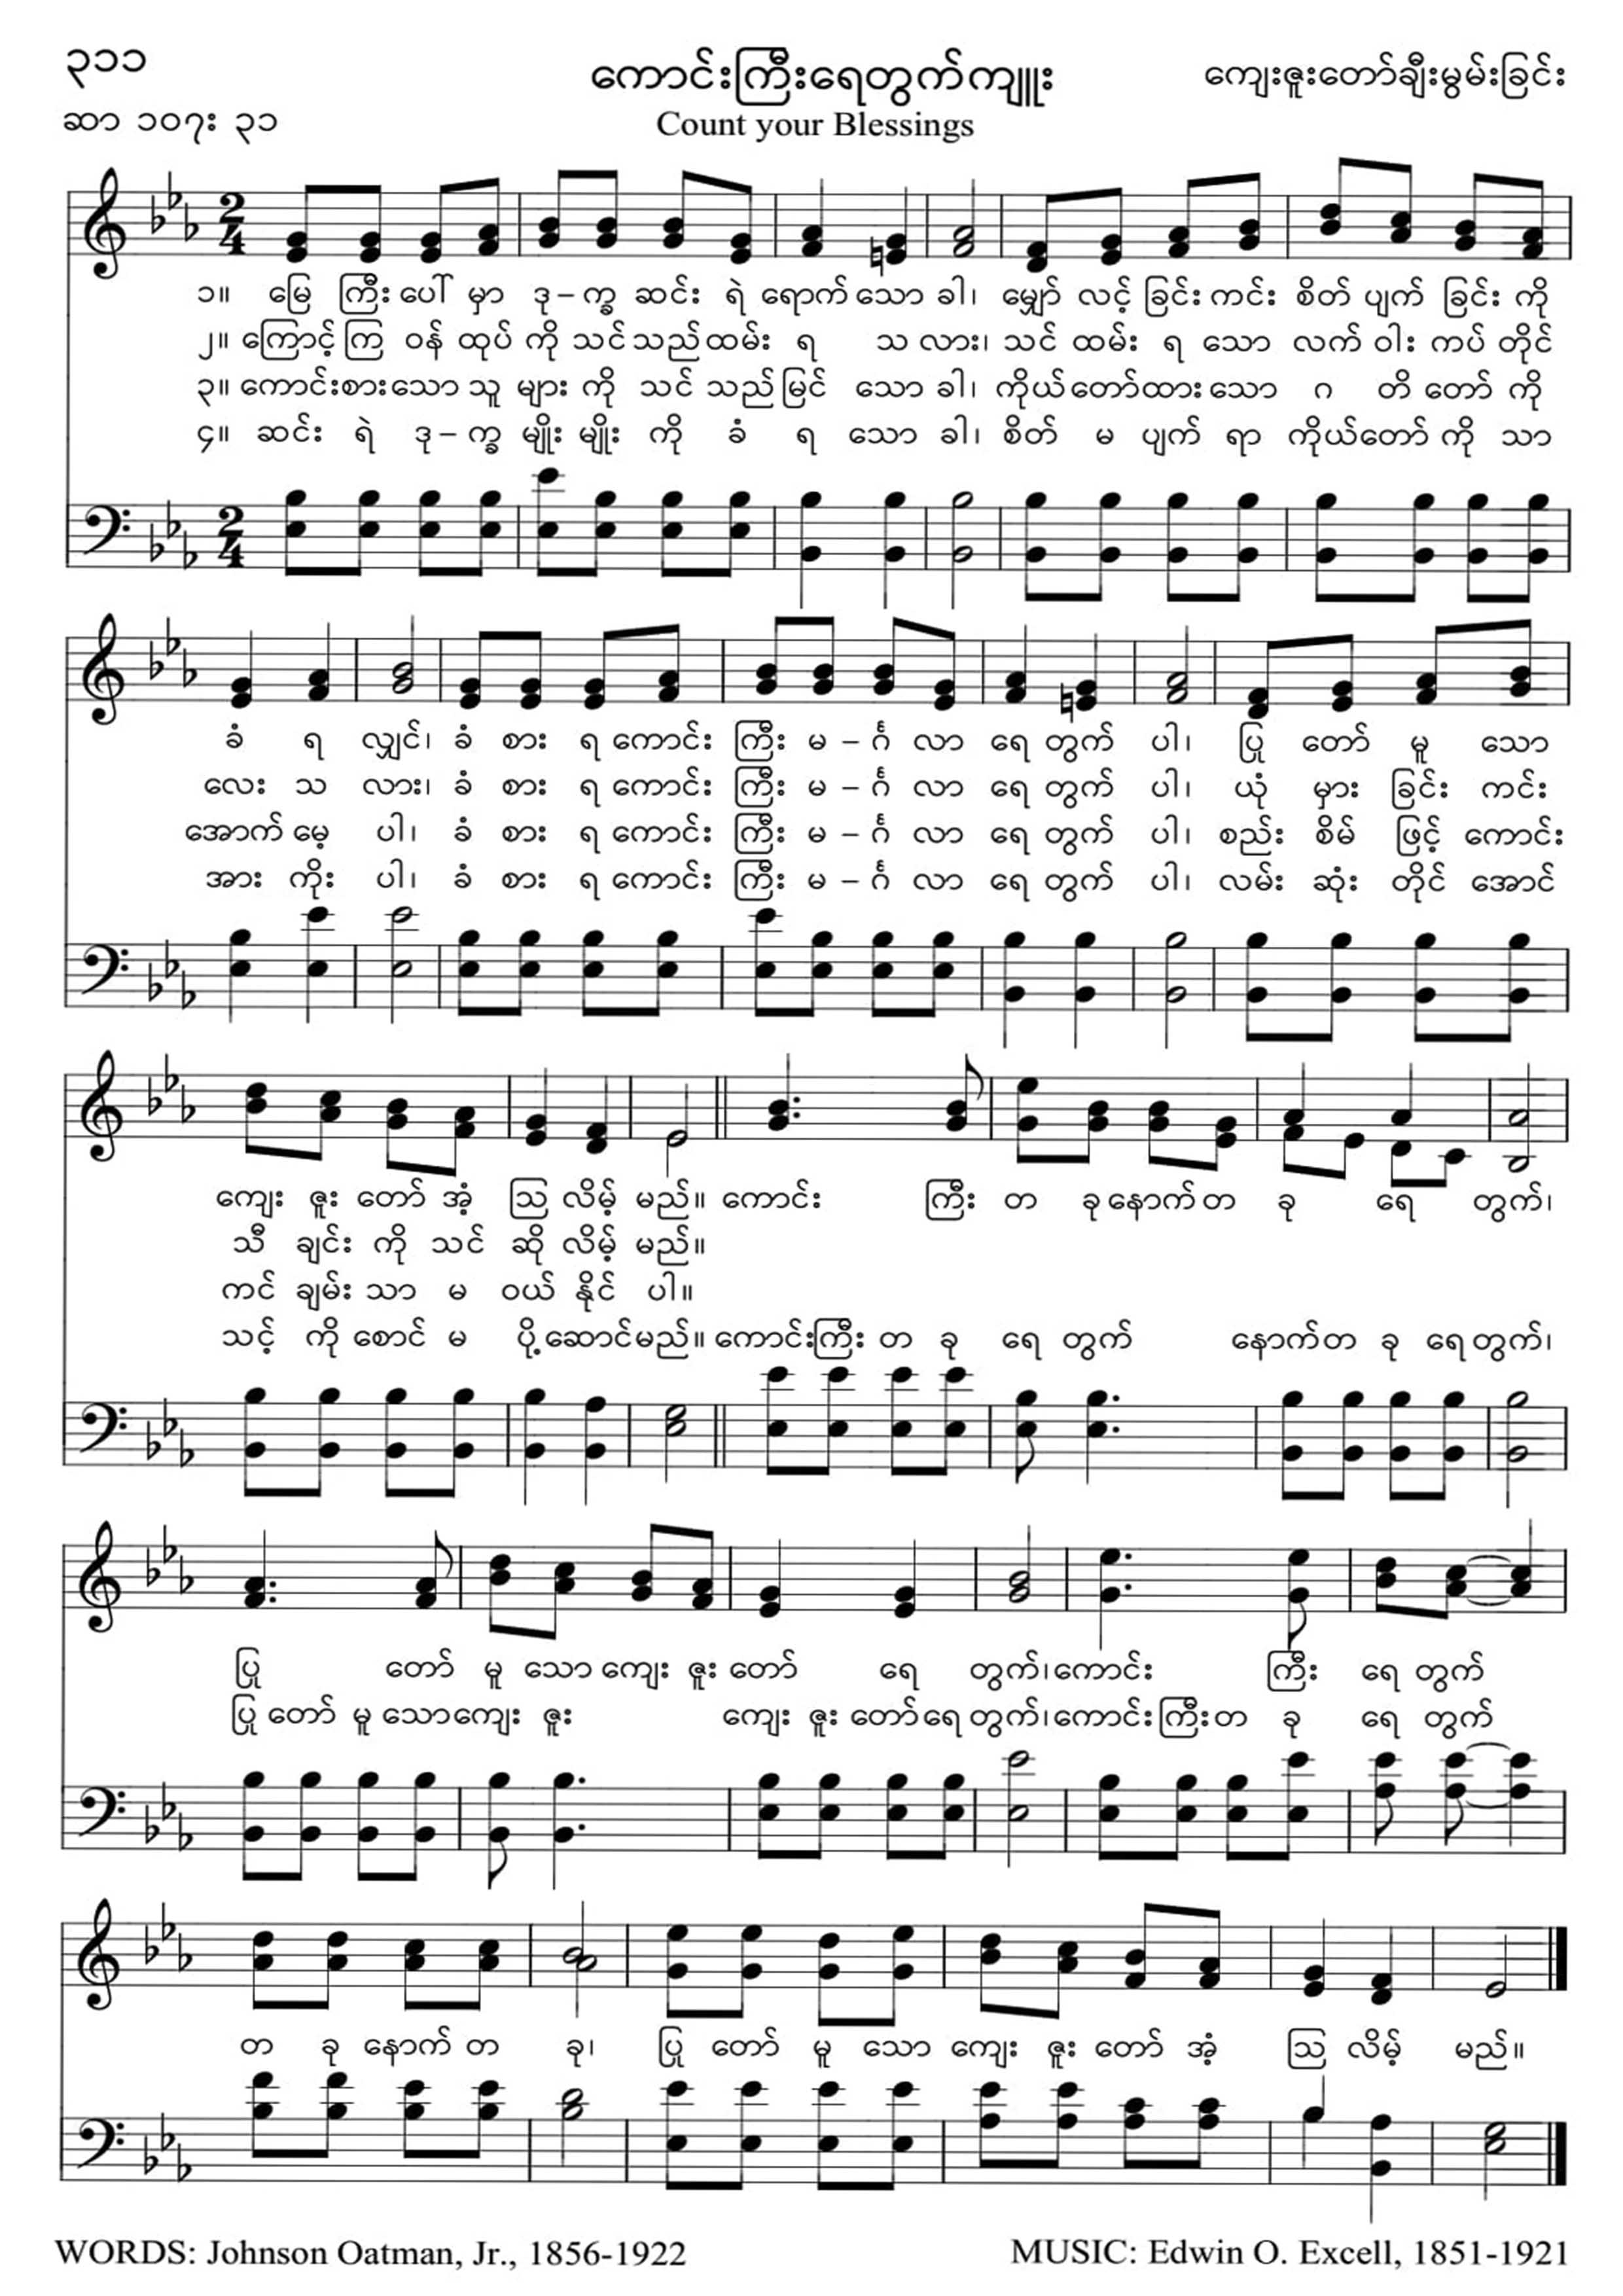 ၃၁၁
ကောင်းကြီးရေတွက်ကျူး
ကျေးဇူးတော်ချီးမွမ်းခြင်း
ဆာ ၁၀၇း ၃၁
Count your Blessings
2 4
၁။ မြေ ကြီး ပေါ် မှာ ဒု – က္ခ ဆင်း ရဲ ရောက် သော ခါ၊ မျှော် လင့် ခြင်း ကင်း စိတ် ပျက် ခြင်း ကို
၂။ ကြောင့် ကြ ဝန် ထုပ် ကို သင် သည် ထမ်း ရ သ လား၊ သင် ထမ်း ရ သော လက် ဝါး ကပ် တိုင်
၃။ ကောင်းစားသော သူ များ ကို သင် သည် မြင် သော ခါ၊ ကိုယ် တော်ထား သော ဂ တိ တော် ကို
၄။ ဆင်း ရဲ ဒု – က္ခ မျိုး မျိုး ကို ခံ ရ သော ခါ၊ စိတ် မ ပျက် ရာ ကိုယ်တော် ကို သာ
2 4
ခံ ရ လျှင်၊ ခံ စား ရ ကောင်း ကြီး မ – င်္ဂ လာ ရေ တွက် ပါ၊ ပြု တော် မူ သော
လေး သ လား၊ ခံ စား ရ ကောင်း ကြီး မ – င်္ဂ လာ ရေ တွက် ပါ၊ ယုံ မှား ခြင်း ကင်း
အောက် မေ့ ပါ၊ ခံ စား ရ ကောင်း ကြီး မ – င်္ဂ လာ ရေ တွက် ပါ၊ စည်း စိမ် ဖြင့် ကောင်း
အား ကိုး ပါ၊ ခံ စား ရ ကောင်း ကြီး မ – င်္ဂ လာ ရေ တွက် ပါ၊ လမ်း ဆုံး တိုင် အောင်
ကျေး ဇူး တော် အံ့ ဩ လိမ့် မည်။ ကောင်း ကြီး တ ခု နောက် တ ခု ရေ တွက်၊
သီ ချင်း ကို သင် ဆို လိမ့် မည်။
ကင် ချမ်း သာ မ ဝယ် နိုင် ပါ။
သင့် ကို စောင် မ ပို့ ဆောင် မည်။ ကောင်းကြီး တ ခု ရေ တွက် နောက် တ ခု ရေ တွက်၊
ပြု တော် မူ သော ကျေး ဇူး တော် ရေ တွက်၊ ကောင်း ကြီး ရေ တွက်
ပြု တော် မူ သော ကျေး ဇူး ကျေး ဇူး တော် ရေ တွက်၊ ကောင်း ကြီး တ ခု ရေ တွက်
တ ခု နောက် တ ခု၊ ပြု တော် မူ သော ကျေး ဇူး တော် အံ့ ဩ လိမ့် မည်။
WORDS: Johnson Oatman, Jr., 1856-1922
MUSIC: Edwin O. Excell, 1851-1921